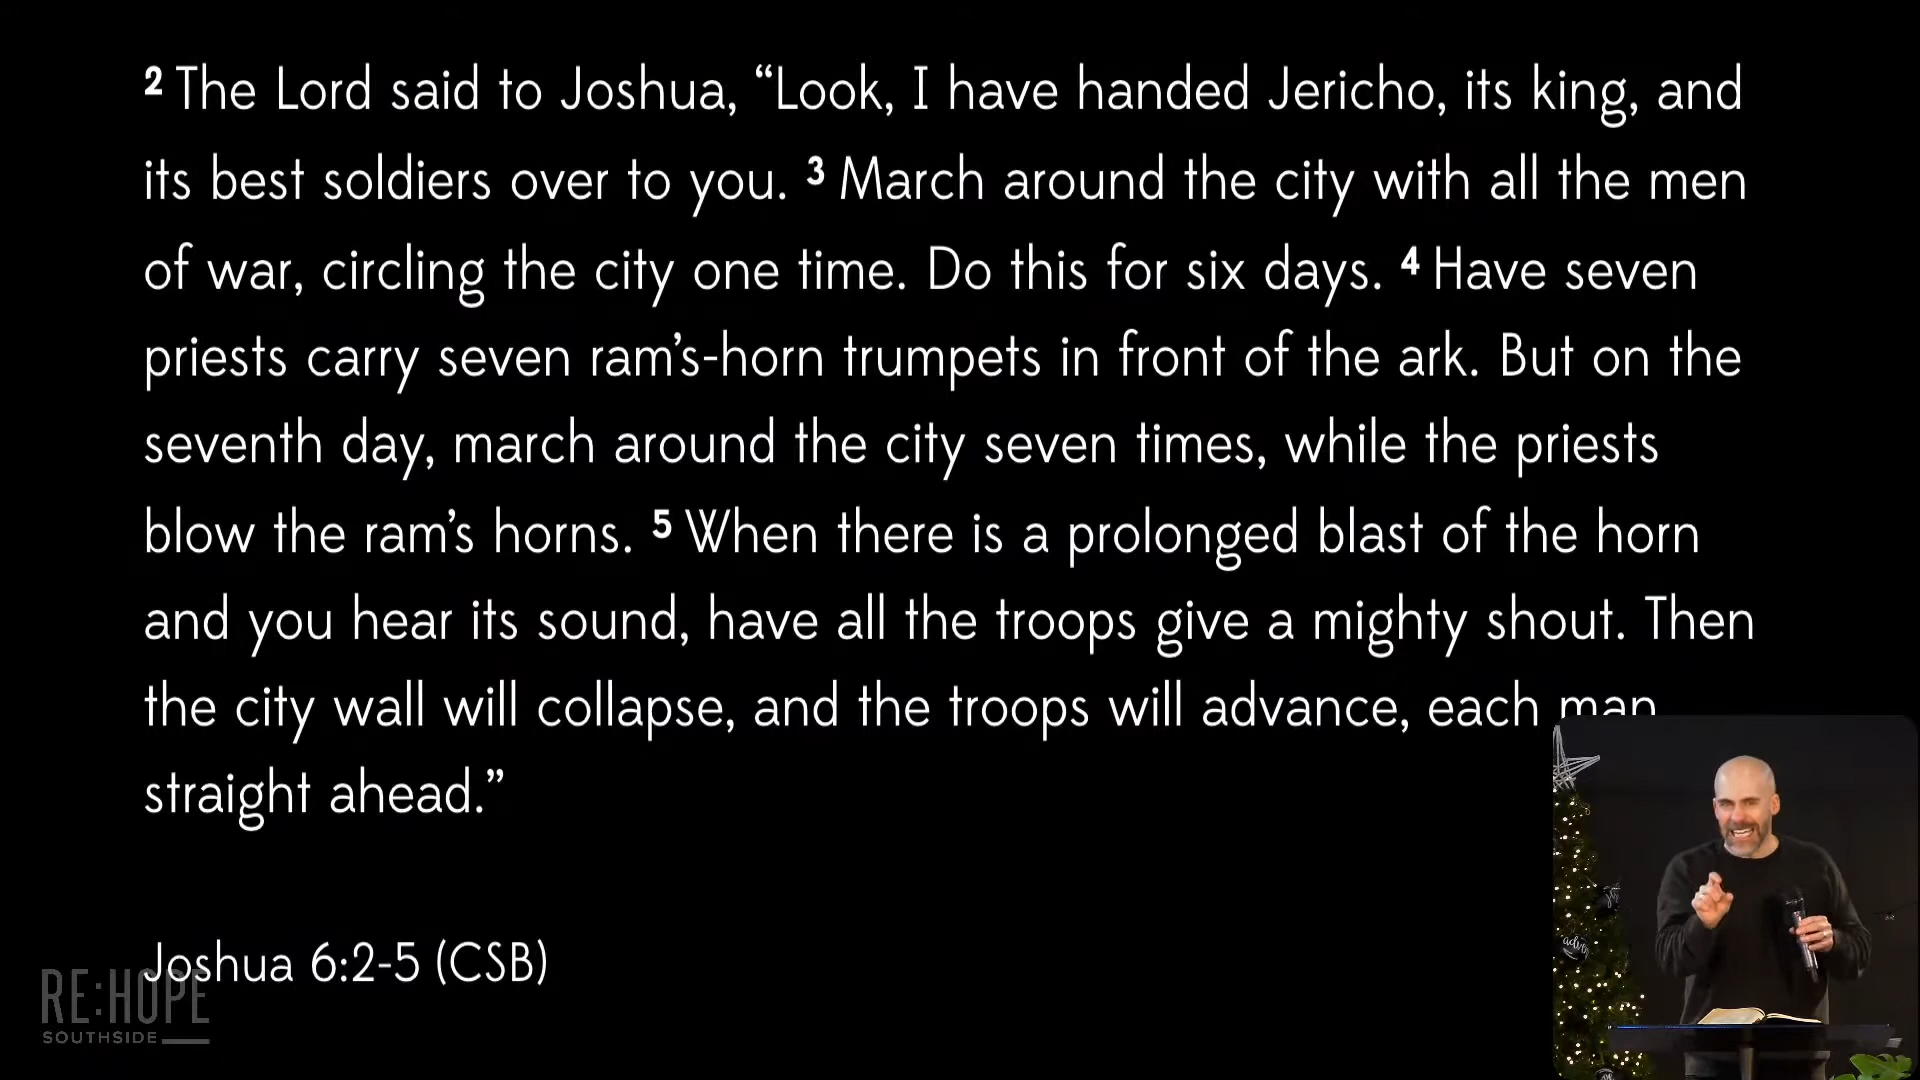 2 The Lord said to Joshua, “Look, I have handed Jericho, its king, and
its best soldiers over to you. 3 March around the city with all the men
of war, circling the city one time. Do this for six days. 4 Have seven
priests carry seven ram’s-horn trumpets in front of the ark. But on the
seventh day, march around the city seven times, while the priests
blow the ram’s horns. 5 When there is a prolonged blast of the horn
and you hear its sound, have all the troops give a mighty shout. Then
the city wall will collapse, and the troops will advance, each man
straight ahead.”
Joshua 6:2-5 (CSB)
RE:HOPE
SOUTHSIDE